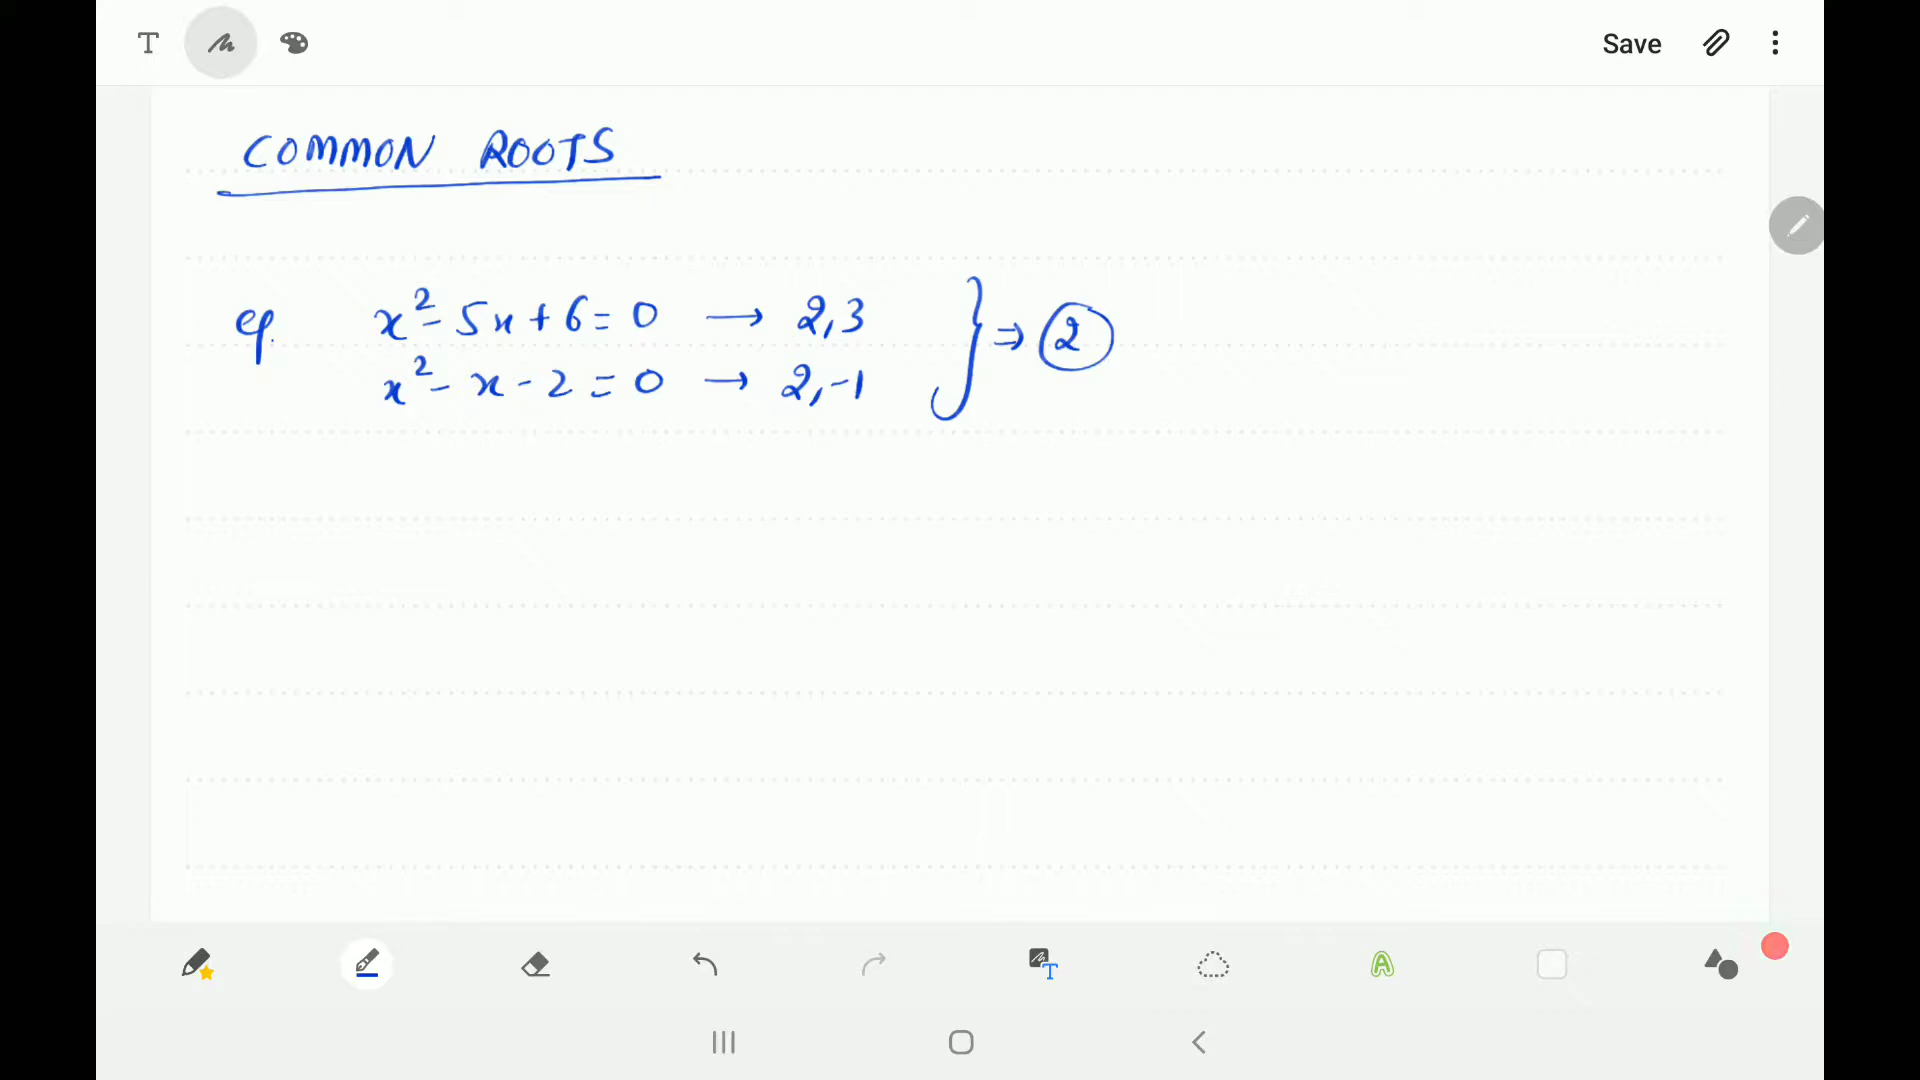 Save
COMMON ROOTS
eg. x² - 5x + 6 = 0 → 2,3
x² - x - 2 = 0 → 2,-1 } ⇒ 2